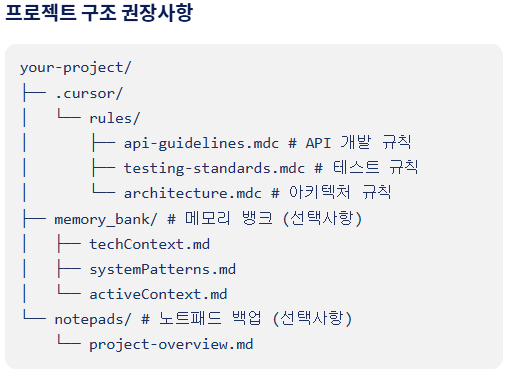 프로젝트 구조 권장사항
your-project/
├── .cursor/
│   └── rules/
│       ├── api-guidelines.mdc # API 개발 규칙
│       ├── testing-standards.mdc # 테스트 규칙
│       └── architecture.mdc # 아키텍처 규칙
├── memory_bank/ # 메모리 뱅크 (선택사항)
│   ├── techContext.md
│   ├── systemPatterns.md
│   └── activeContext.md
└── notepads/ # 노트패드 백업 (선택사항)
    └── project-overview.md